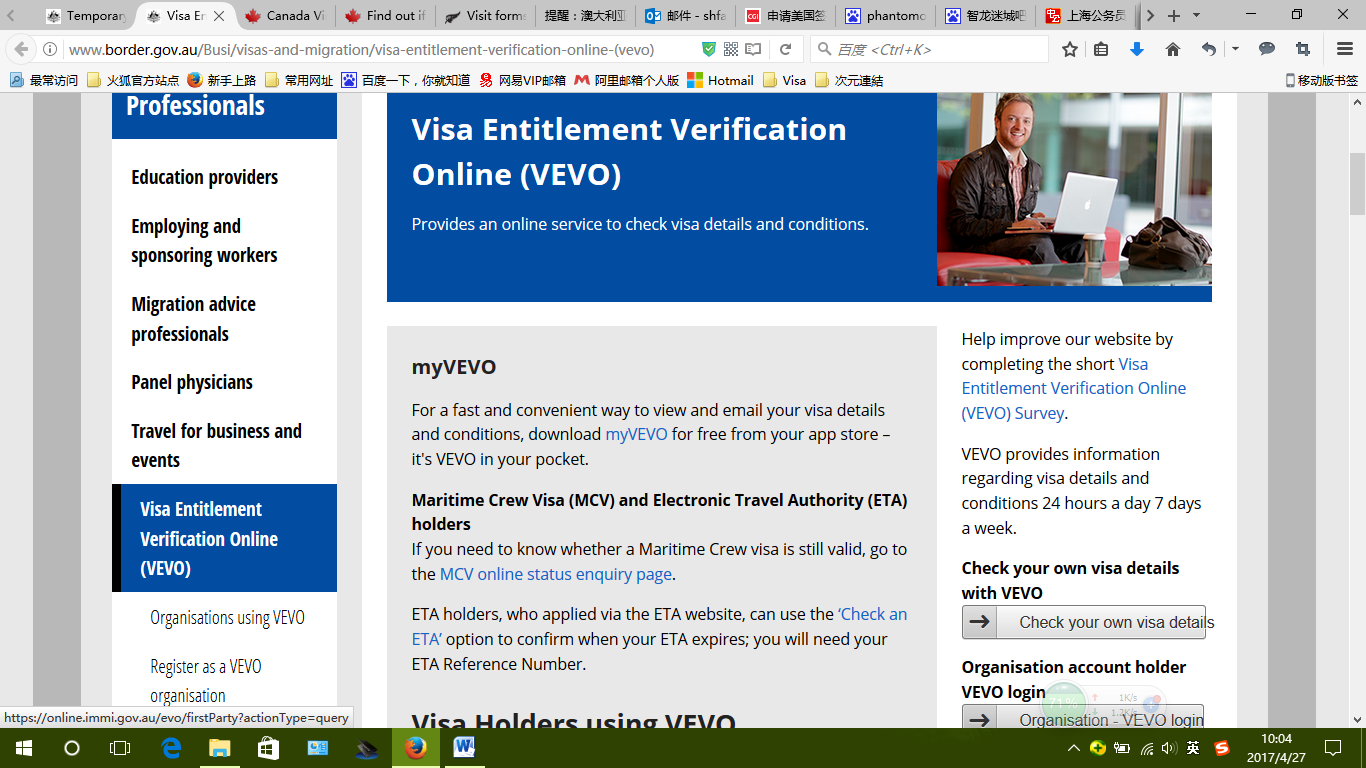 Temporary
Visa En
Canada Vi
Find out if
Visit forms
提醒：澳大利亚
邮件 - shfa
申请美国签
phantomo
智龙迷城吧
上海公务员
www.border.gov.au/Busi/visas-and-migration/visa-entitlement-verification-online-(vevo)
百度 <Ctrl+K>
最常访问 火狐官方站点 新手上路 常用网址 百度一下，你就知道 网易VIP邮箱 阿里邮箱个人版 Hotmail Visa 次元連結 移动版书签
Professionals
Education providers
Employing and
sponsoring workers
Migration advice
professionals
Panel physicians
Travel for business and
events
Visa Entitlement
Verification Online
(VEVO)
Organisations using VEVO
Register as a VEVO
organisation
Visa Entitlement Verification
Online (VEVO)
Provides an online service to check visa details and conditions.
myVEVO
For a fast and convenient way to view and email your visa details
and conditions, download myVEVO for free from your app store –
it's VEVO in your pocket.
Maritime Crew Visa (MCV) and Electronic Travel Authority (ETA)
holders
If you need to know whether a Maritime Crew visa is still valid, go to
the MCV online status enquiry page.
ETA holders, who applied via the ETA website, can use the ‘Check an
ETA’ option to confirm when your ETA expires; you will need your
ETA Reference Number.
Visa Holders using VEVO
Help improve our website by
completing the short Visa
Entitlement Verification Online
(VEVO) Survey.
VEVO provides information
regarding visa details and
conditions 24 hours a day 7 days
a week.
Check your own visa details
with VEVO
Check your own visa details
Organisation account holder
VEVO login
Organisation - VEVO login
71%
1K/s
1.2K/s
https://online.immi.gov.au/evo/firstParty?actionType=query
英
10:04
2017/4/27